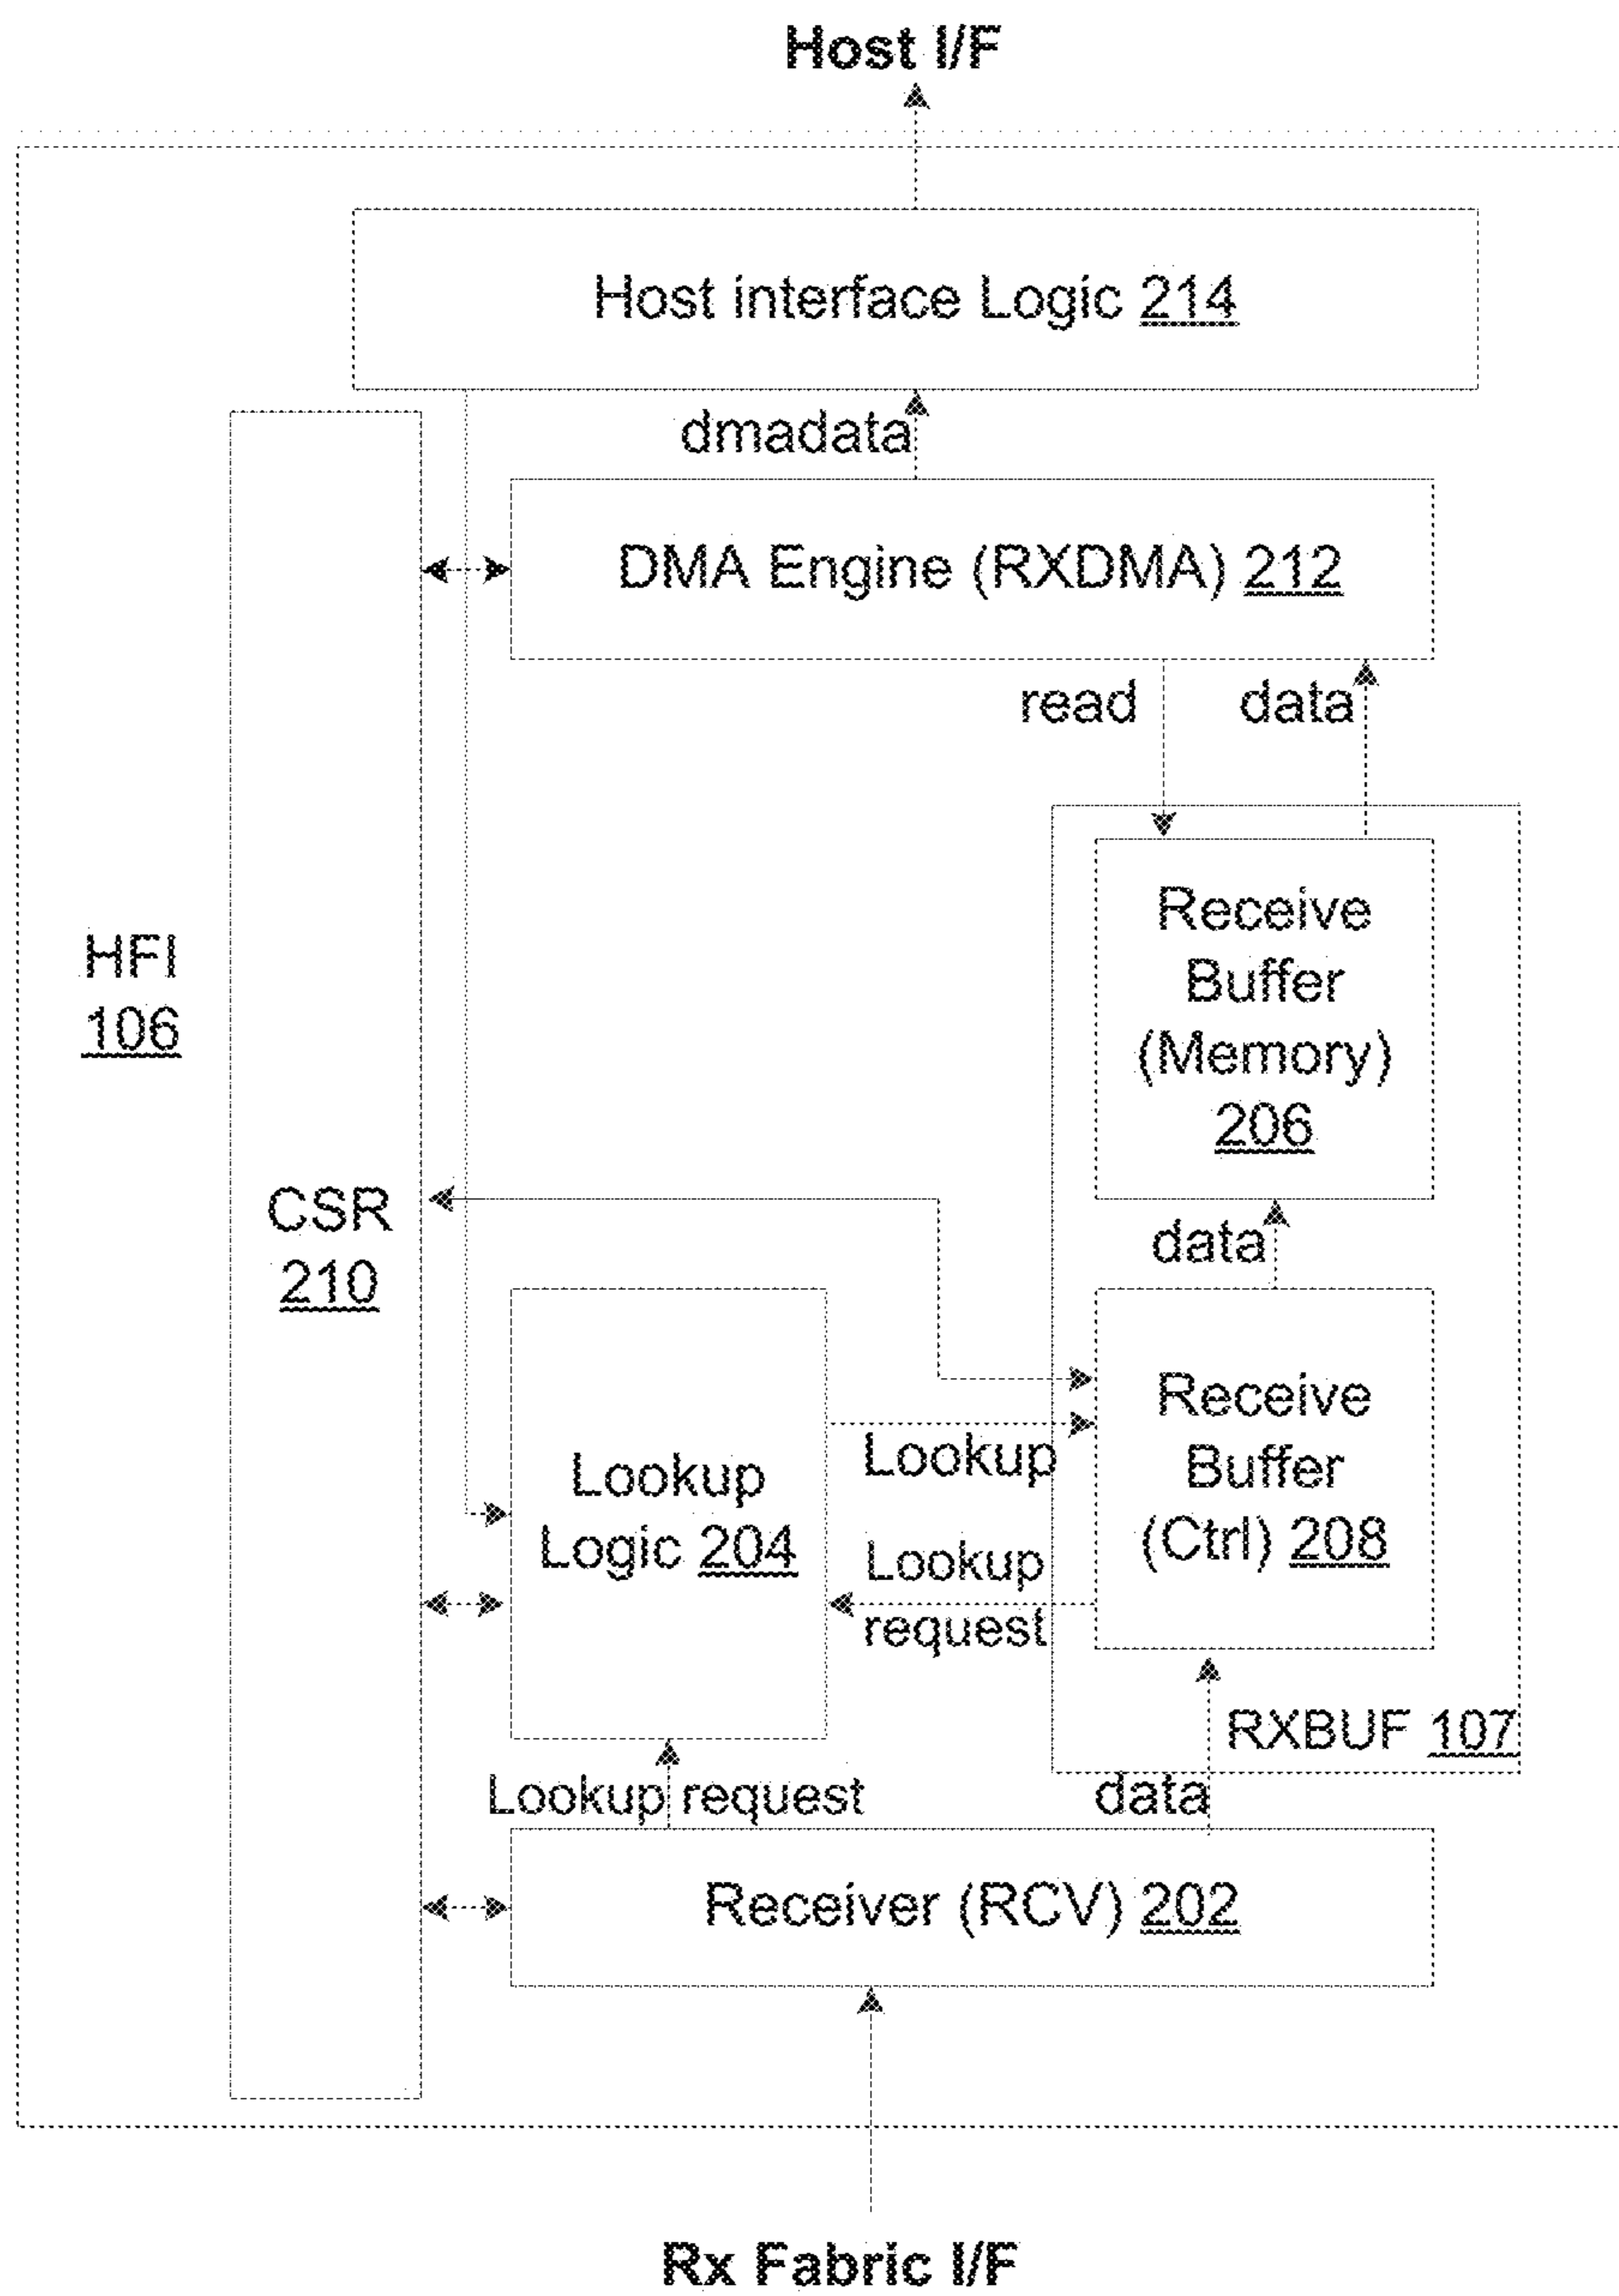 Host I/F
Host interface Logic 214
dmadata
DMA Engine (RXDMA) 212
read
data
HFI
106
Receive
Buffer
(Memory)
206
CSR
210
data
Lookup
Logic 204
Lookup
Lookup
request
Receive
Buffer
(Ctrl) 208
RXBUF 107
Lookup request
data
Receiver (RCV) 202
Rx Fabric I/F